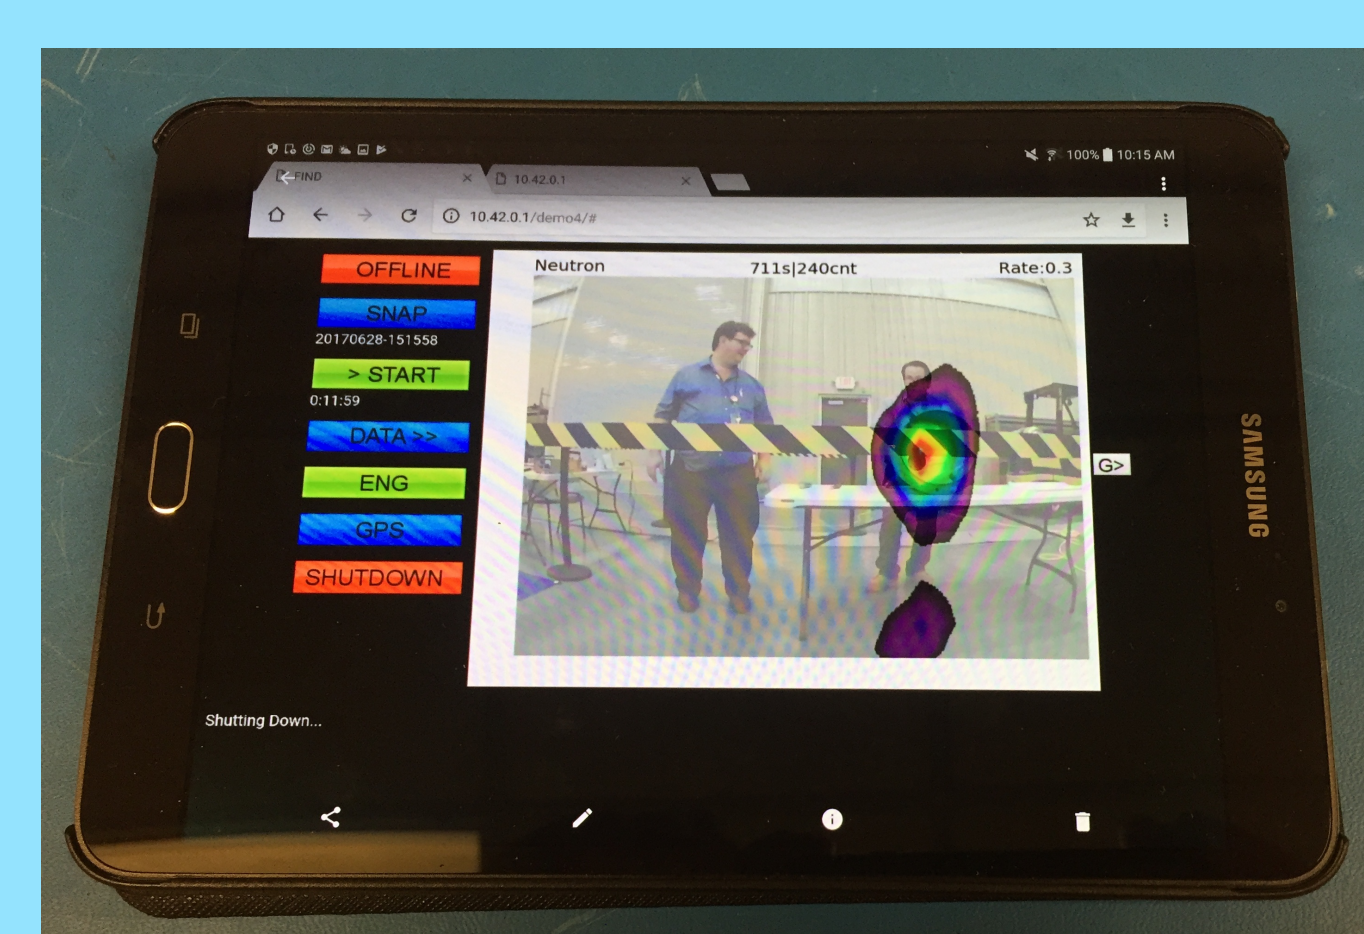 100% 10:15 AM
FIND
10.42.0.1
10.42.0.1/demo4/#
OFFLINE
SNAP
20170628-151558
> START
0:11:59
DATA >>
ENG
GPS
SHUTDOWN
Neutron 711s|240cnt Rate:0.3
G>
Shutting Down...
SAMSUNG